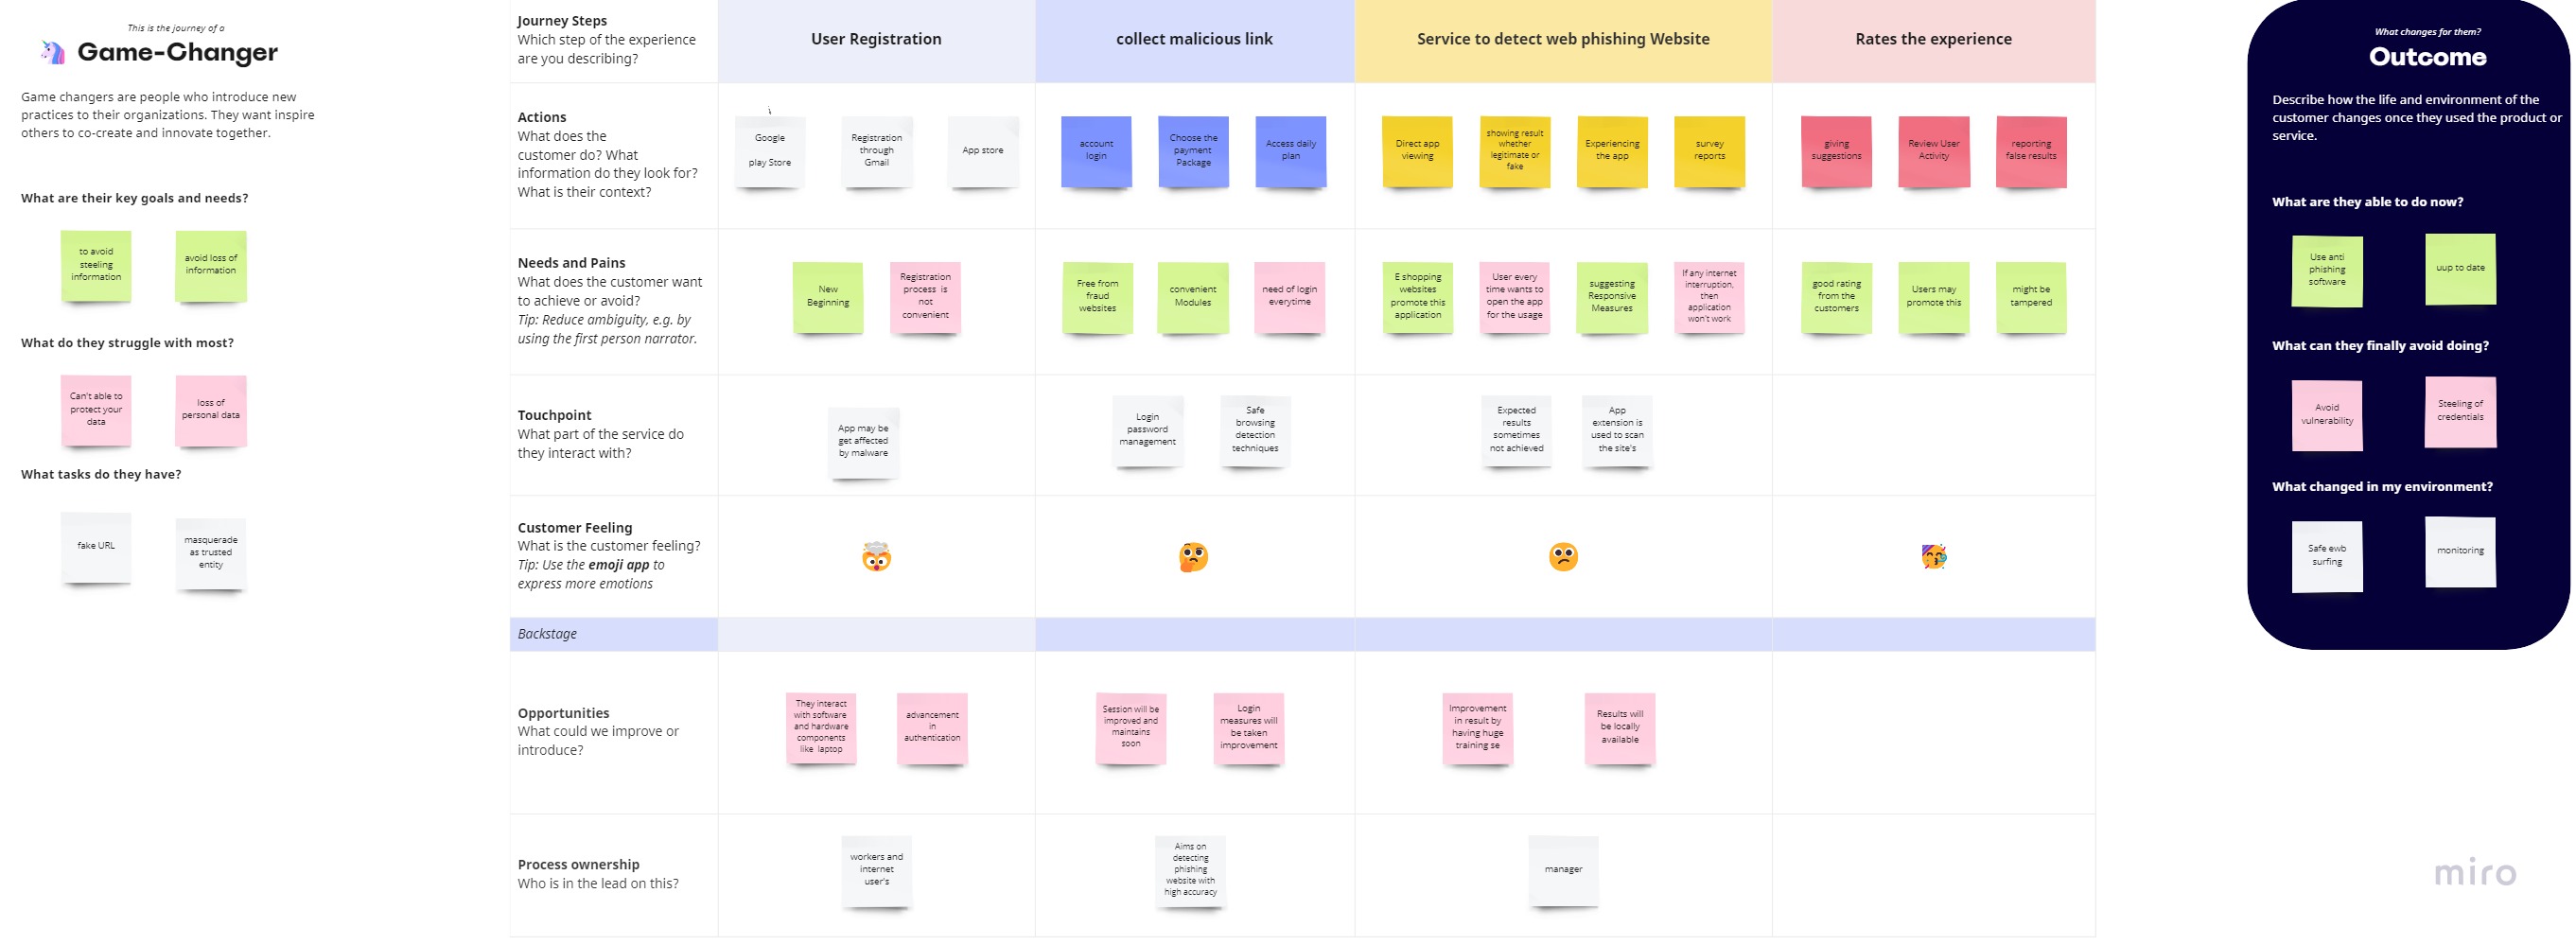 This is the journey of a
Game-Changer
Game changers are people who introduce new
practices to their organizations. They want inspire
others to co-create and innovate together.
What are their key goals and needs?
to avoid
steeling
information
avoid loss of
information
What do they struggle with most?
Can't able to
protect your
data
loss of
personal data
What tasks do they have?
fake URL
masquerade
as trusted
entity
Journey Steps
Which step of the experience
are you describing?
User Registration
collect malicious link
Service to detect web phishing Website
Rates the experience
Actions
What does the
customer do? What
information do they look for?
What is their context?
Google
play Store
Registration
through
Gmail
App store
account
login
Choose the
payment
Package
Access daily
plan
Direct app
viewing
showing result
whether
legitimate or
fake
Experiencing
the app
survey
reports
giving
suggestions
Review User
Activity
reporting
false results
Needs and Pains
What does the customer want
to achieve or avoid?
Tip: Reduce ambiguity, e.g. by
using the first person narrator.
New
Beginning
Registration
process is
not
convenient
Free from
fraud
websites
convenient
Modules
need of login
everytime
E shopping
websites
promote this
application
User every
time wants to
open the app
for the usage
suggesting
Responsive
Measures
If any internet
interruption,
then
application
won't work
good rating
from the
customers
Users may
promote this
might be
tampered
Touchpoint
What part of the service do
they interact with?
App may be
get affected
by malware
Login
password
management
Safe
browsing
detection
techniques
Expected
results
sometimes
not achieved
App
extension is
used to scan
the site's
Customer Feeling
What is the customer feeling?
Tip: Use the emoji app to
express more emotions
Backstage
Opportunities
What could we improve or
introduce?
They interact
with software
and hardware
components
like laptop
advancement
in
authentication
Session will be
improved and
maintains
soon
Login
measures will
be taken
improvement
Improvement
in result by
having huge
training se
Results will
be locally
available
Process ownership
Who is in the lead on this?
workers and
internet
user's
Aims on
detecting
phishing
website with
high accuracy
manager
What changes for them?
Outcome
Describe how the life and environment of the
customer changes once they used the product or
service.
What are they able to do now?
Use anti
phishing
software
uup to date
What can they finally avoid doing?
Avoid
vulnerability
Steeling of
credentials
What changed in my environment?
Safe ewb
surfing
monitoring
miro